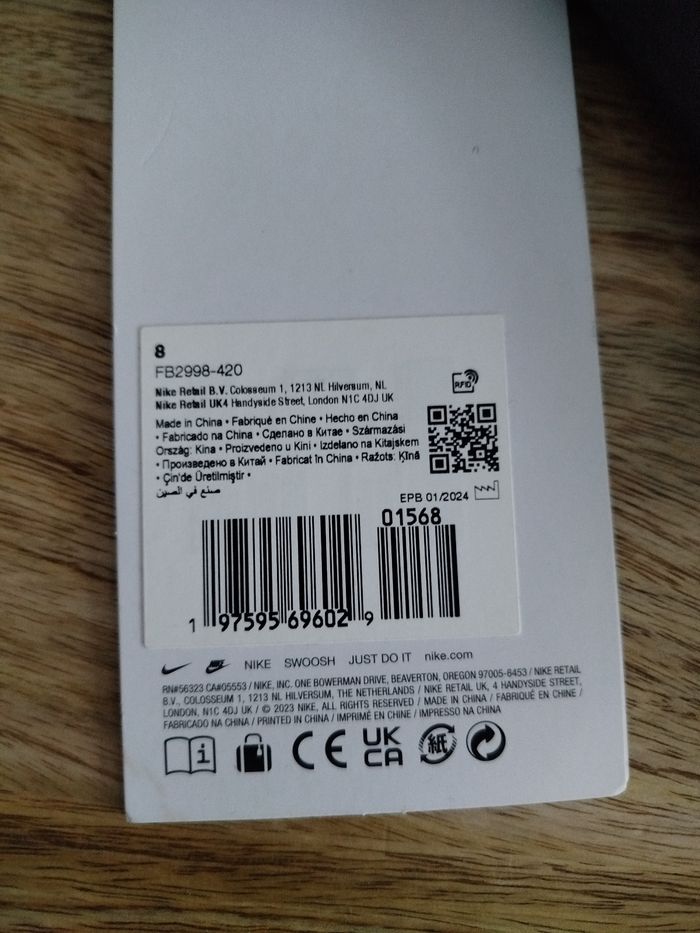 8
FB2998-420
Nike Retail B.V. Colosseum 1, 1213 NL Hilversum, NL
Nike Retail UK4 Handyside Street, London N1C 4DJ UK
RFID
Made in China • Fabriqué en Chine • Hecho en China
• Fabricado na China • Сделано в Китае • Származási
Ország: Kína • Proizvedeno u Kini • Izdelano na Kitajskem
• Произведено в Китай • Fabricat în China • Ražots: Ķīnā
• Çin'de Üretilmiştir •
صنع في الصين
EPB 01/2024
01568
1 97595 69602 9
NIKE SWOOSH JUST DO IT nike.com
RN#56323 CA#05553 / NIKE, INC. ONE BOWERMAN DRIVE, BEAVERTON, OREGON 97005-6453 / NIKE RETAIL
B.V., COLOSSEUM 1, 1213 NL HILVERSUM, THE NETHERLANDS / NIKE RETAIL UK, 4 HANDYSIDE STREET,
LONDON, N1C 4DJ UK / © 2023 NIKE, ALL RIGHTS RESERVED / MADE IN CHINA / FABRIQUÉ EN CHINE /
FABRICADO NA CHINA / PRINTED IN CHINA / IMPRIMÉ EN CHINE / IMPRESSO NA CHINA
i CE UK CA 紙